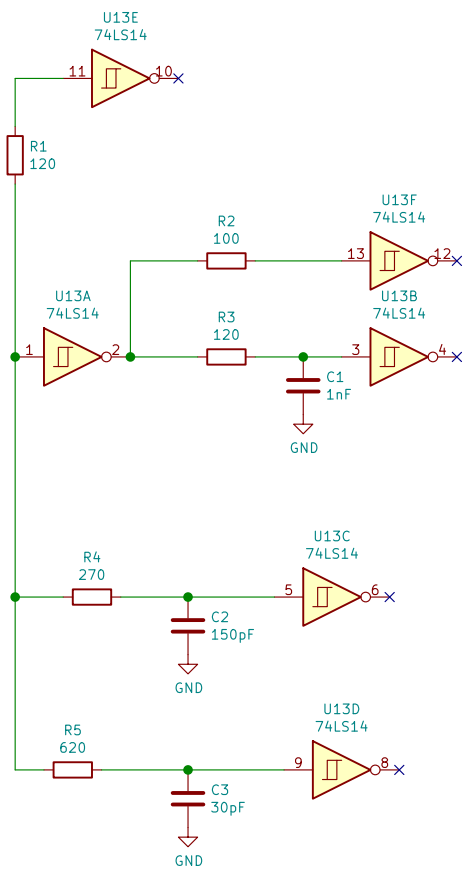 U13E
74LS14
11
10
R1
120
U13F
74LS14
R2
100
13
12
U13A
74LS14
R3
120
U13B
74LS14
1
2
3
4
C1
1nF
GND
U13C
74LS14
R4
270
5
6
C2
150pF
GND
U13D
74LS14
R5
620
9
8
C3
30pF
GND